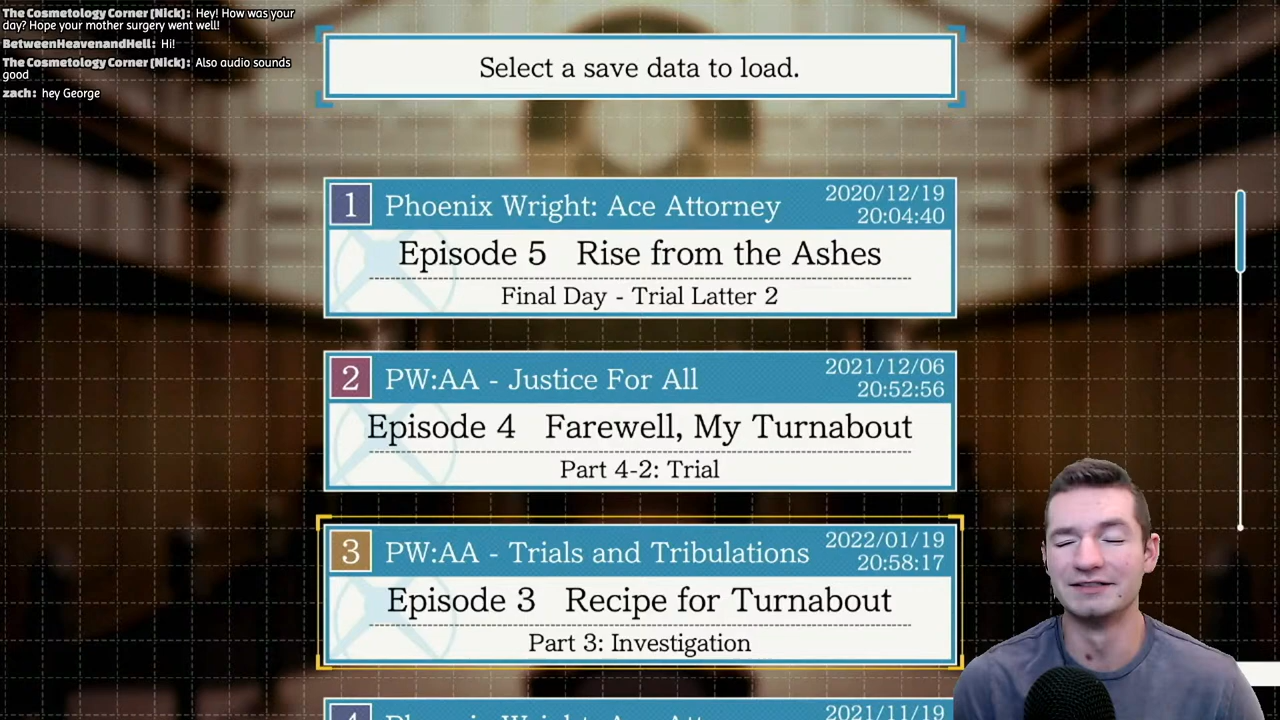 The Cosmetology Corner [Nick]: Hey! How was your
day? Hope your mother surgery went well!
BetweenHeavenandHell: Hi!
The Cosmetology Corner [Nick]: Also audio sounds
good
zach: hey George
Select a save data to load.
1 Phoenix Wright: Ace Attorney 2020/12/19
20:04:40
Episode 5 Rise from the Ashes
Final Day - Trial Latter 2
2 PW:AA - Justice For All 2021/12/06
20:52:56
Episode 4 Farewell, My Turnabout
Part 4-2: Trial
3 PW:AA - Trials and Tribulations 2022/01/19
20:58:17
Episode 3 Recipe for Turnabout
Part 3: Investigation
2021/11/19